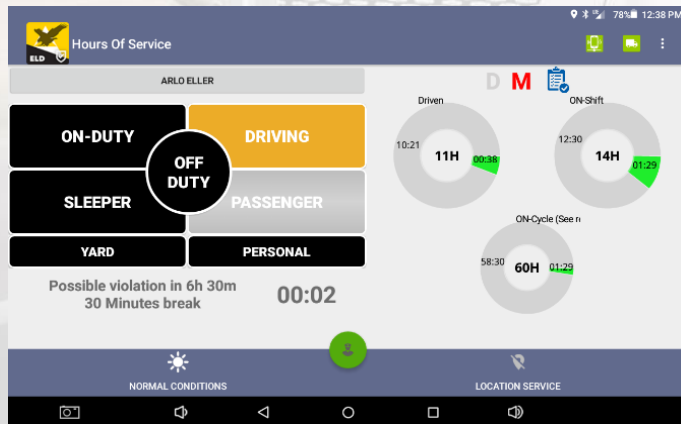 78% 12:38 PM
ELD
Hours Of Service
ARLO ELLER
D M
ON-DUTY
DRIVING
OFF
DUTY
SLEEPER
PASSENGER
YARD
PERSONAL
Possible violation in 6h 30m
30 Minutes break
00:02
Driven
10:21
11H
00:38
ON-Shift
12:30
14H
01:29
ON-Cycle (See r
58:30
60H
01:29
NORMAL CONDITIONS
LOCATION SERVICE